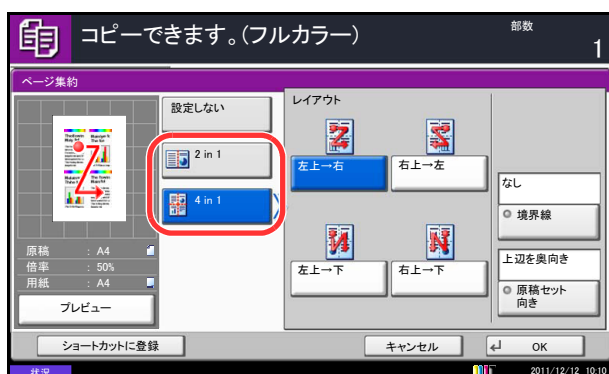 コピーできます。(フルカラー)
部数
1
ページ集約
設定しない
2 in 1
4 in 1
レイアウト
左上→右
右上→左
左上→下
右上→下
なし
境界線
上辺を奥向き
原稿セット
向き
原稿 : A4
倍率 : 50%
用紙 : A4
プレビュー
ショートカットに登録
キャンセル
OK
状況
2011/12/12 10:10